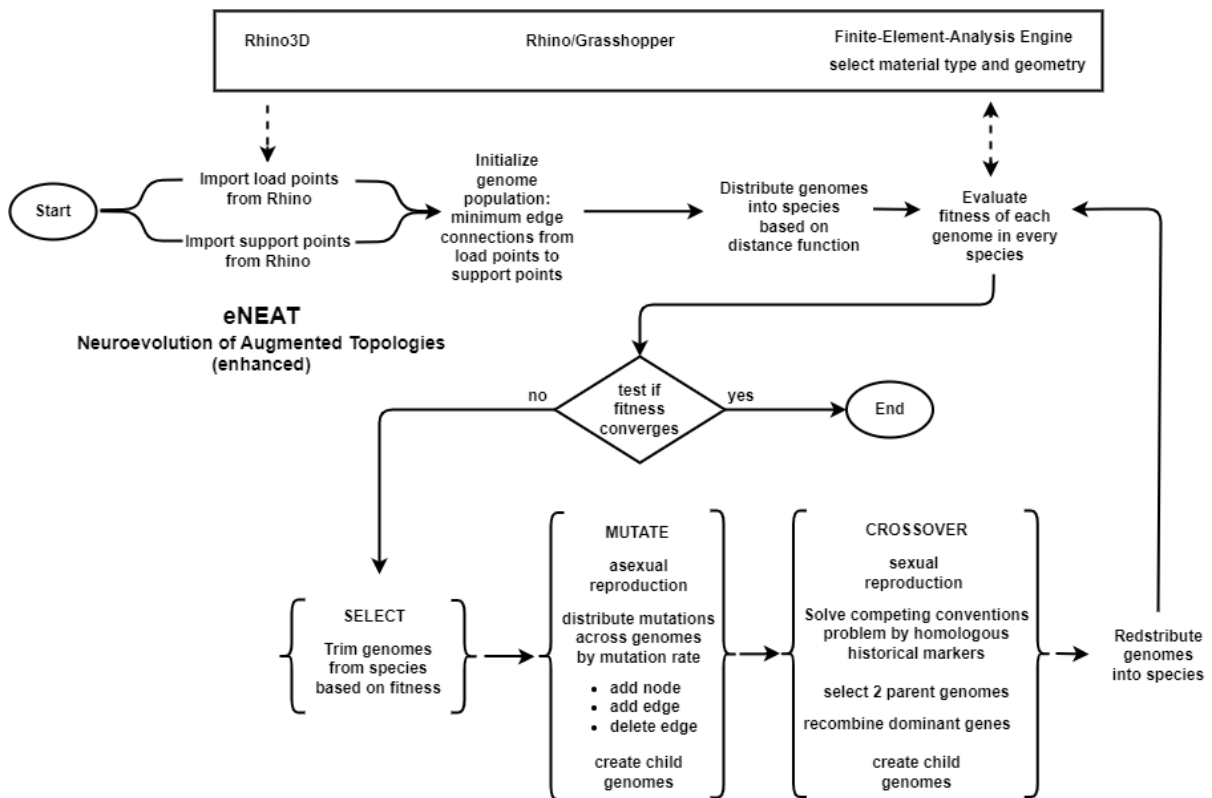 Rhino3D
Rhino/Grasshopper
Finite-Element-Analysis Engine
select material type and geometry
Start
Import load points
from Rhino
Import support points
from Rhino
Initialize
genome
population:
minimum edge
connections from
load points to
support points
Distribute genomes
into species
based on
distance function
Evaluate
fitness of each
genome in every
species
eNEAT
Neuroevolution of Augmented Topologies
(enhanced)
no
test if
fitness
converges
yes
End
SELECT
Trim genomes
from species
based on fitness
MUTATE
asexual
reproduction
distribute mutations
across genomes
by mutation rate
• add node
• add edge
• delete edge
create child
genomes
CROSSOVER
sexual
reproduction
Solve competing conventions
problem by homologous
historical markers
select 2 parent genomes
recombine dominant genes
create child
genomes
Redstribute
genomes
into species